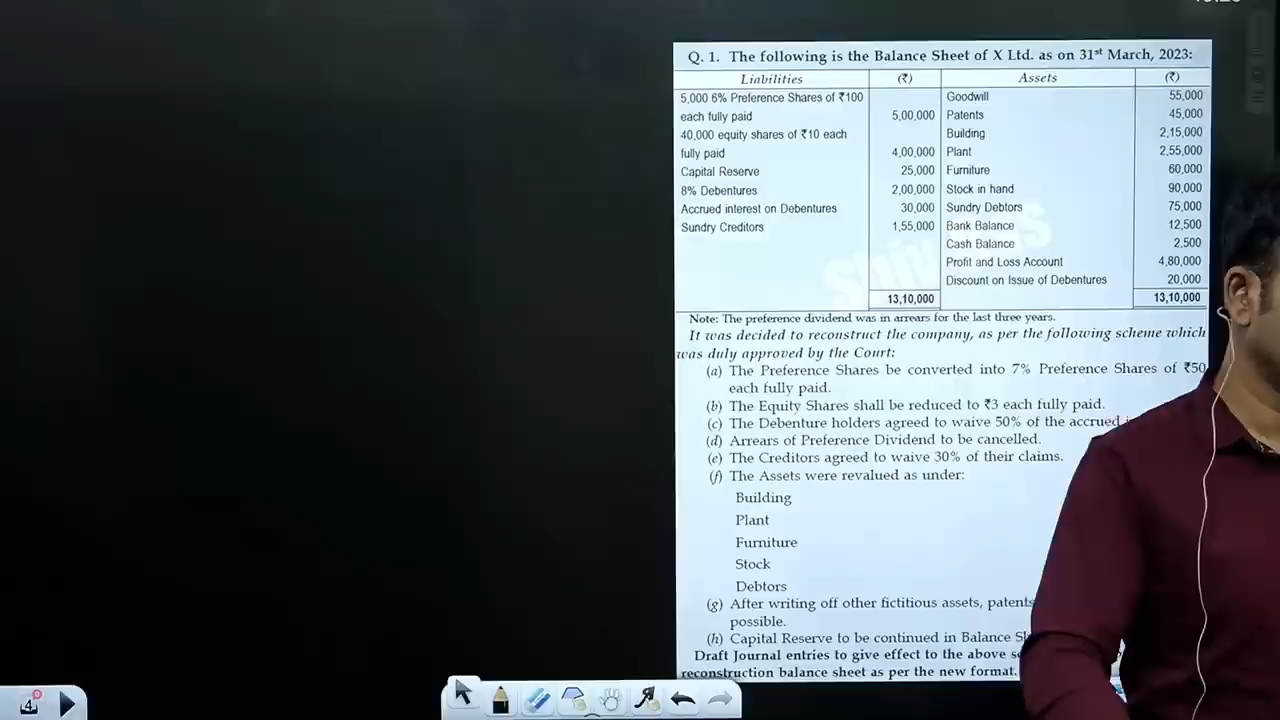 Q. 1. The following is the Balance Sheet of X Ltd. as on 31st March, 2023:
Liabilities (₹) Assets (₹)
5,000 6% Preference Shares of ₹100 Goodwill 55,000
each fully paid 5,00,000 Patents 45,000
40,000 equity shares of ₹10 each Building 2,15,000
fully paid 4,00,000 Plant 2,55,000
Capital Reserve 25,000 Furniture 60,000
8% Debentures 2,00,000 Stock in hand 90,000
Accrued interest on Debentures 30,000 Sundry Debtors 75,000
Sundry Creditors 1,55,000 Bank Balance 12,500
Cash Balance 2,500
Profit and Loss Account 4,80,000
Discount on Issue of Debentures 20,000
13,10,000 13,10,000
Note: The preference dividend was in arrears for the last three years.
It was decided to reconstruct the company, as per the following scheme which
was duly approved by the Court:
(a) The Preference Shares be converted into 7% Preference Shares of ₹50
each fully paid.
(b) The Equity Shares shall be reduced to ₹3 each fully paid.
(c) The Debenture holders agreed to waive 50% of the accrued
(d) Arrears of Preference Dividend to be cancelled.
(e) The Creditors agreed to waive 30% of their claims.
(f) The Assets were revalued as under:
Building
Plant
Furniture
Stock
Debtors
(g) After writing off other fictitious assets, patents
possible.
(h) Capital Reserve to be continued in Balance
Draft Journal entries to give effect to the above
reconstruction balance sheet as per the new format.
4
0